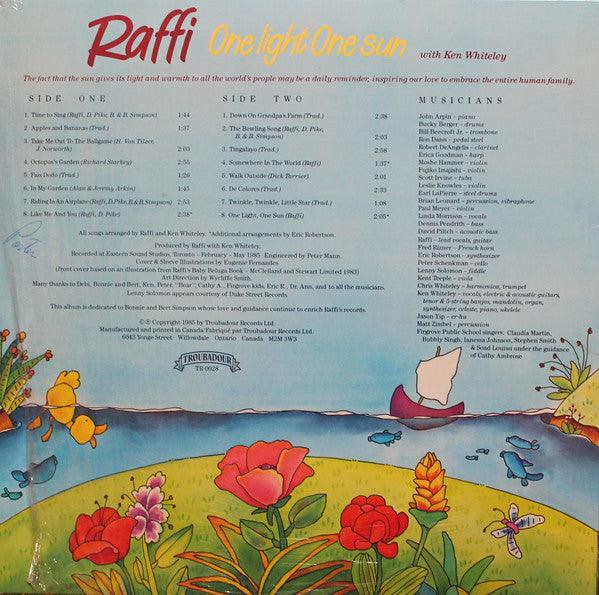 Raffi One light One sun with Ken Whiteley
The fact that the sun gives its light and warmth to all the world's people may be a daily reminder, inspiring our love to embrace the entire human family.
SIDE ONE
1. Time to Sing (Raffi, D. Pike, B. & B. Simpson) 1:44
2. Apples and Bananas (Trad.)
3. Take Me Out To The Ballgame (H. Von Tilzer,
J. Norworth) 2:03
4. Octopus's Garden (Richard Starkey) 2:55
5. Fais Dodo (Trad.) 1:26
6. In My Garden (Alan & Jeremy Arkin) 1:45
7. Riding In An Airplane (Raffi, D. Pike, B. & B. Simpson) 2:53
8. Like Me And You (Raffi, D. Pike) 2:38*
SIDE TWO
1. Down On Grandpa's Farm (Trad.) 2:38
2. The Bowling Song (Raffi, D. Pike,
B. & B. Simpson) 2:03
3. Tingalayo (Trad.) 2:58
4. Somewhere In The World (Raffi) 1:37*
5. Walk Outside (Dick Tarrier) 2:01
6. De Colores (Trad.) 2:33
7. Twinkle, Twinkle, Little Star (Trad.) 1:08
8. One Light, One Sun (Raffi) 2:05*
MUSICIANS
John Arpin – piano
Bucky Berger – drums
Bill Beecroft Jr. – trombone
Ron Dann – pedal steel
Robert DeAngelis – clarinet
Erica Goodman – harp
Moshe Hammer – violin
Fujiko Imajishi – violin
Scott Irvine – tuba
Leslie Knowles – violin
Earl LaPierre – steel drums
Brian Leonard – percussion, vibraphone
Paul Meyer – violin
Linda Morrison – vocals
Dennis Pendrith – bass
David Piltch – acoustic bass
Raffi – lead vocals, guitar
Fred Rizner – French horn
Eric Robertson – synthesizer
Peter Schenkman – cello
Lenny Solomon – fiddle
Kent Teeple – viola
Chris Whiteley – harmonica, trumpet
Ken Whiteley – vocals, electric & acoustic guitars,
tenor & 5-string banjos, mandolin, organ,
synthesizer, celeste, piano, ukulele
Jason Yip – er-hu
Matt Zimbel – percussion
Firgrove Public School singers: Claudia Martin,
Bubbly Singh, Ianessa Johnson, Stephen Smith
& Soad Louissi under the guidance
of Cathy Ambrose
All songs arranged by Raffi and Ken Whiteley. *Additional arrangements by Eric Robertson.
Produced by Raffi with Ken Whiteley.
Recorded at Eastern Sound Studios, Toronto – February - May 1985. Engineered by Peter Mann.
Cover & Sleeve Illustrations by Eugenie Fernandes
(front cover based on an illustration from Raffi's Baby Beluga Book - McClelland and Stewart Limited 1983)
Art Direction by Wycliffe Smith.
Many thanks to Debi, Bonnie and Bert, Ken, Peter, "Bear", Cathy A., Firgrove kids, Eric R., Dr. Ann, and to all the musicians.
Lenny Solomon appears courtesy of Duke Street Records.
This album is dedicated to Bonnie and Bert Simpson whose love and guidance continue to enrich Raffi's records.
©℗ Copyright 1985 by Troubadour Records Ltd.
Manufactured and printed in Canada/Fabriqué par Troubadour Records Ltd.
6043 Yonge Street Willowdale Ontario Canada M2M 3W3
TROUBADOUR
TR-0028